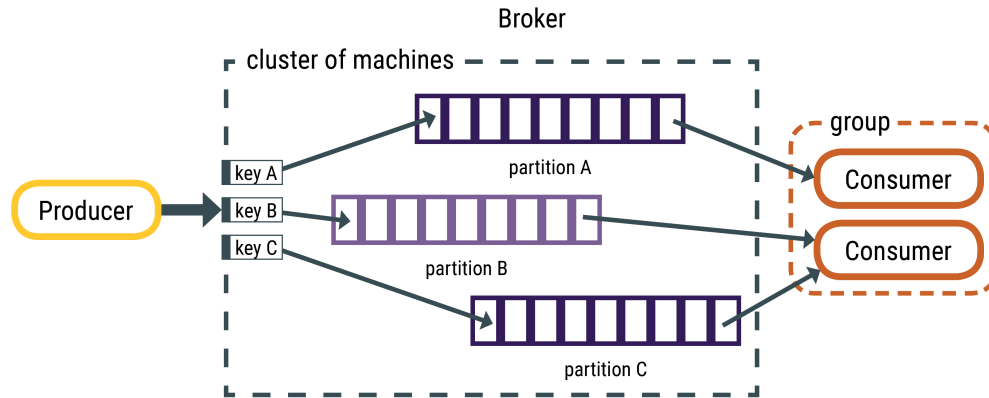 Broker
cluster of machines
group
partition A
key A
Consumer
Producer
key B
key C
partition B
Consumer
partition C